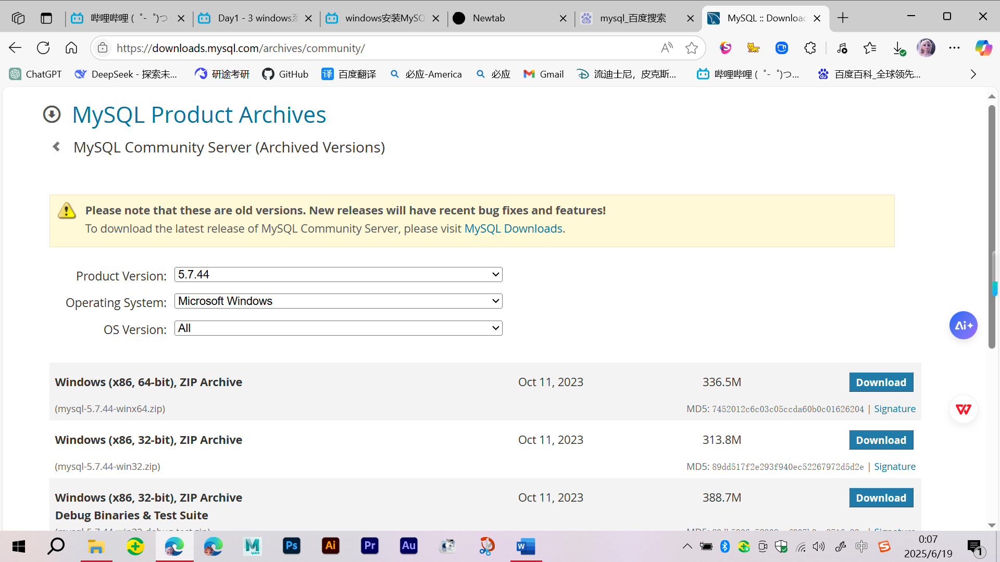 哔哩哔哩 ( ゜- ゜)つ
Day1 - 3 windows系
windows安装MySQ
Newtab
mysql_百度搜索
MySQL :: Downloac
https://downloads.mysql.com/archives/community/
ChatGPT
DeepSeek - 探索未...
研途考研
GitHub
百度翻译
必应-America
必应
Gmail
流迪士尼，皮克斯...
哔哩哔哩 ( ゜- ゜)つ...
百度百科_全球领先...
MySQL Product Archives
MySQL Community Server (Archived Versions)
Please note that these are old versions. New releases will have recent bug fixes and features!
To download the latest release of MySQL Community Server, please visit MySQL Downloads.
Product Version: 5.7.44
Operating System: Microsoft Windows
OS Version: All
Windows (x86, 64-bit), ZIP Archive Oct 11, 2023 336.5M Download
(mysql-5.7.44-winx64.zip) MD5: 7452012c6c03c05ccda60b0c01626204 | Signature
Windows (x86, 32-bit), ZIP Archive Oct 11, 2023 313.8M Download
(mysql-5.7.44-win32.zip) MD5: 89dd517f2e293f940ec52267972d5d2e | Signature
Windows (x86, 32-bit), ZIP Archive Oct 11, 2023 388.7M Download
Debug Binaries & Test Suite
Ai+
译
M
MAYA
Ps
Ai
Pr
Au
W
中
0:07
2025/6/19
1